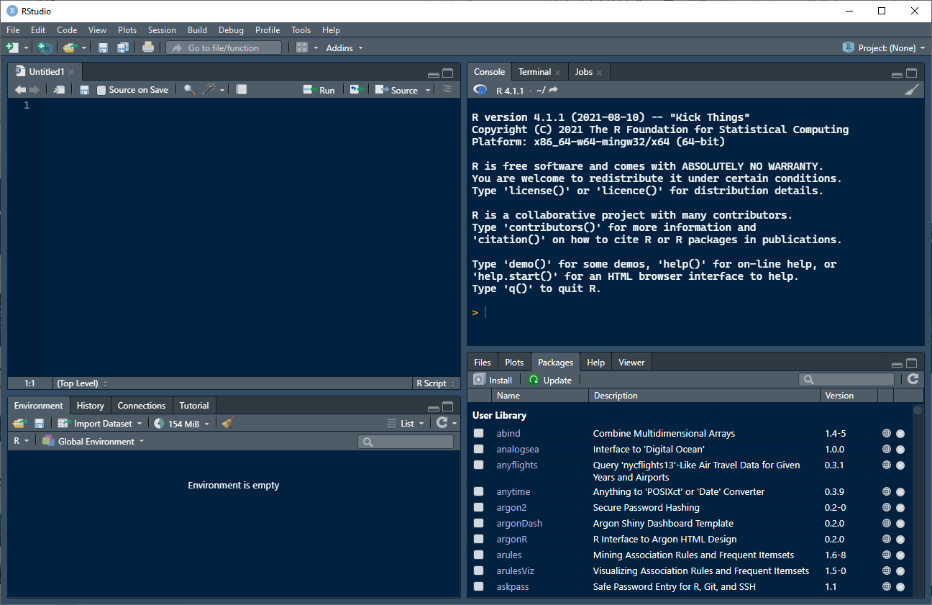 RStudio
File Edit Code View Plots Session Build Debug Profile Tools Help
Go to file/function Addins Project: (None)
Untitled1
Source on Save Run Source
1
1:1 (Top Level) R Script
Environment History Connections Tutorial
Import Dataset 154 MiB List
R Global Environment
Environment is empty
Console Terminal Jobs
R 4.1.1 · ~/
R version 4.1.1 (2021-08-10) -- "Kick Things"
Copyright (C) 2021 The R Foundation for Statistical Computing
Platform: x86_64-w64-mingw32/x64 (64-bit)
R is free software and comes with ABSOLUTELY NO WARRANTY.
You are welcome to redistribute it under certain conditions.
Type 'license()' or 'licence()' for distribution details.
R is a collaborative project with many contributors.
Type 'contributors()' for more information and
'citation()' on how to cite R or R packages in publications.
Type 'demo()' for some demos, 'help()' for on-line help, or
'help.start()' for an HTML browser interface to help.
Type 'q()' to quit R.
>
Files Plots Packages Help Viewer
Install Update
Name Description Version
User Library
abind Combine Multidimensional Arrays 1.4-5
analogsea Interface to 'Digital Ocean' 1.0.0
anyflights Query 'nycflights13'-Like Air Travel Data for Given 0.3.1
Years and Airports
anytime Anything to 'POSIXct' or 'Date' Converter 0.3.9
argon2 Secure Password Hashing 0.2-0
argonDash Argon Shiny Dashboard Template 0.2.0
argonR R Interface to Argon HTML Design 0.2.0
arules Mining Association Rules and Frequent Itemsets 1.6-8
arulesViz Visualizing Association Rules and Frequent Itemsets 1.5-0
askpass Safe Password Entry for R, Git, and SSH 1.1